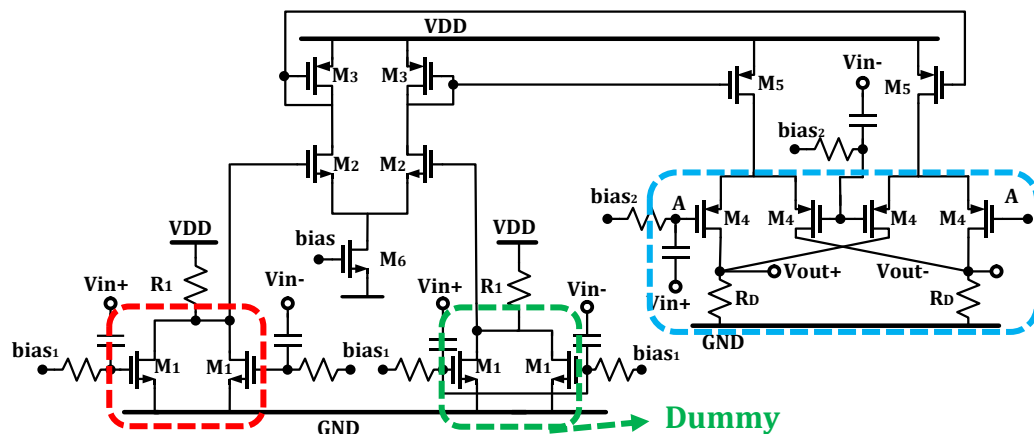 VDD
Vin-
M3
M3
M5
M5
bias2
M2
M2
bias2
A
M4
M4
M4
M4
A
VDD
VDD
bias
M6
Vout+
Vout-
Vin+
R1
Vin+
Vin-
R1
Vin-
Vin+
RD
RD
bias1
M1
M1
bias1
M1
M1
bias1
GND
GND
Dummy